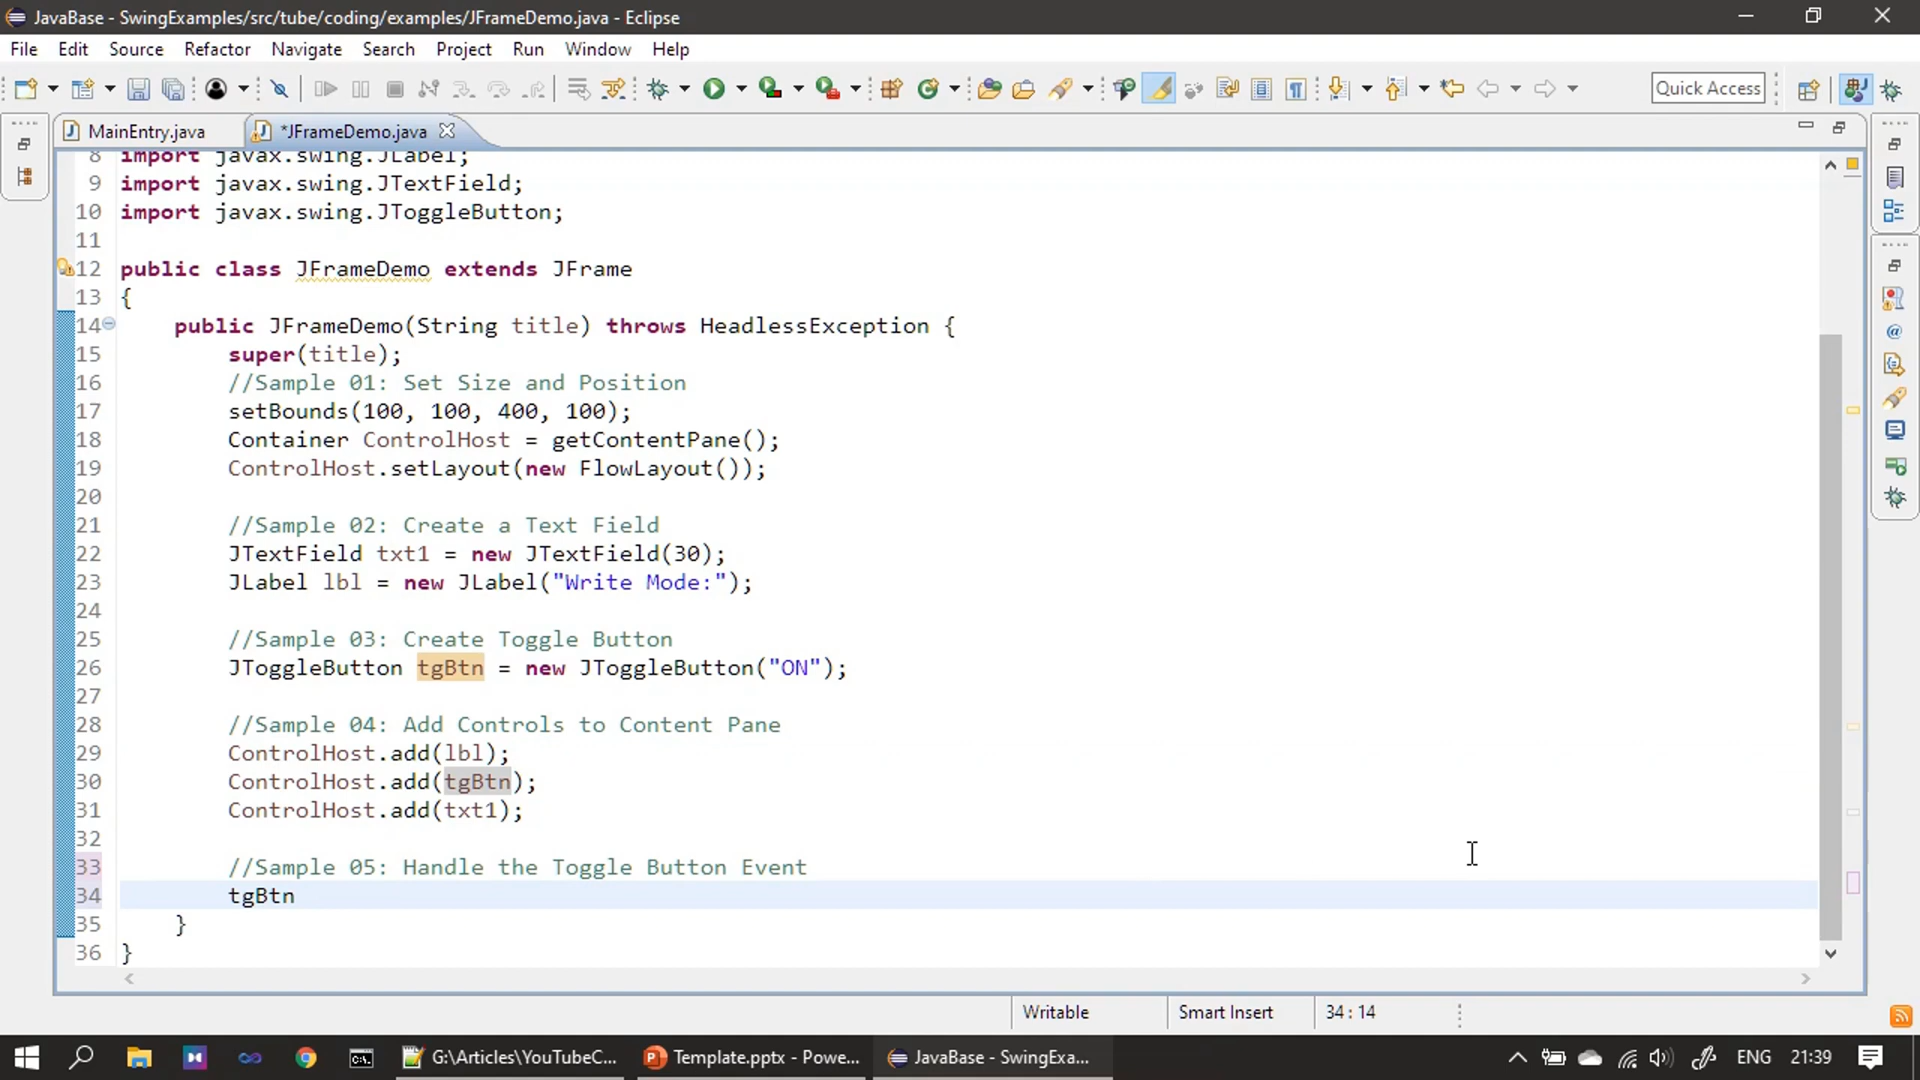 JavaBase - SwingExamples/src/tube/coding/examples/JFrameDemo.java - Eclipse
File Edit Source Refactor Navigate Search Project Run Window Help
Quick Access
MainEntry.java *JFrameDemo.java
8 import javax.swing.JLabel;
9 import javax.swing.JTextField;
10 import javax.swing.JToggleButton;
11
12 public class JFrameDemo extends JFrame
13 {
14 public JFrameDemo(String title) throws HeadlessException {
15 super(title);
16 //Sample 01: Set Size and Position
17 setBounds(100, 100, 400, 100);
18 Container ControlHost = getContentPane();
19 ControlHost.setLayout(new FlowLayout());
20
21 //Sample 02: Create a Text Field
22 JTextField txt1 = new JTextField(30);
23 JLabel lbl = new JLabel("Write Mode:");
24
25 //Sample 03: Create Toggle Button
26 JToggleButton tgBtn = new JToggleButton("ON");
27
28 //Sample 04: Add Controls to Content Pane
29 ControlHost.add(lbl);
30 ControlHost.add(tgBtn);
31 ControlHost.add(txt1);
32
33 //Sample 05: Handle the Toggle Button Event
34 tgBtn
35 }
36 }
Writable Smart Insert 34 : 14
G:\Articles\YouTubeC... Template.pptx - Powe... JavaBase - SwingExa... ENG 21:39